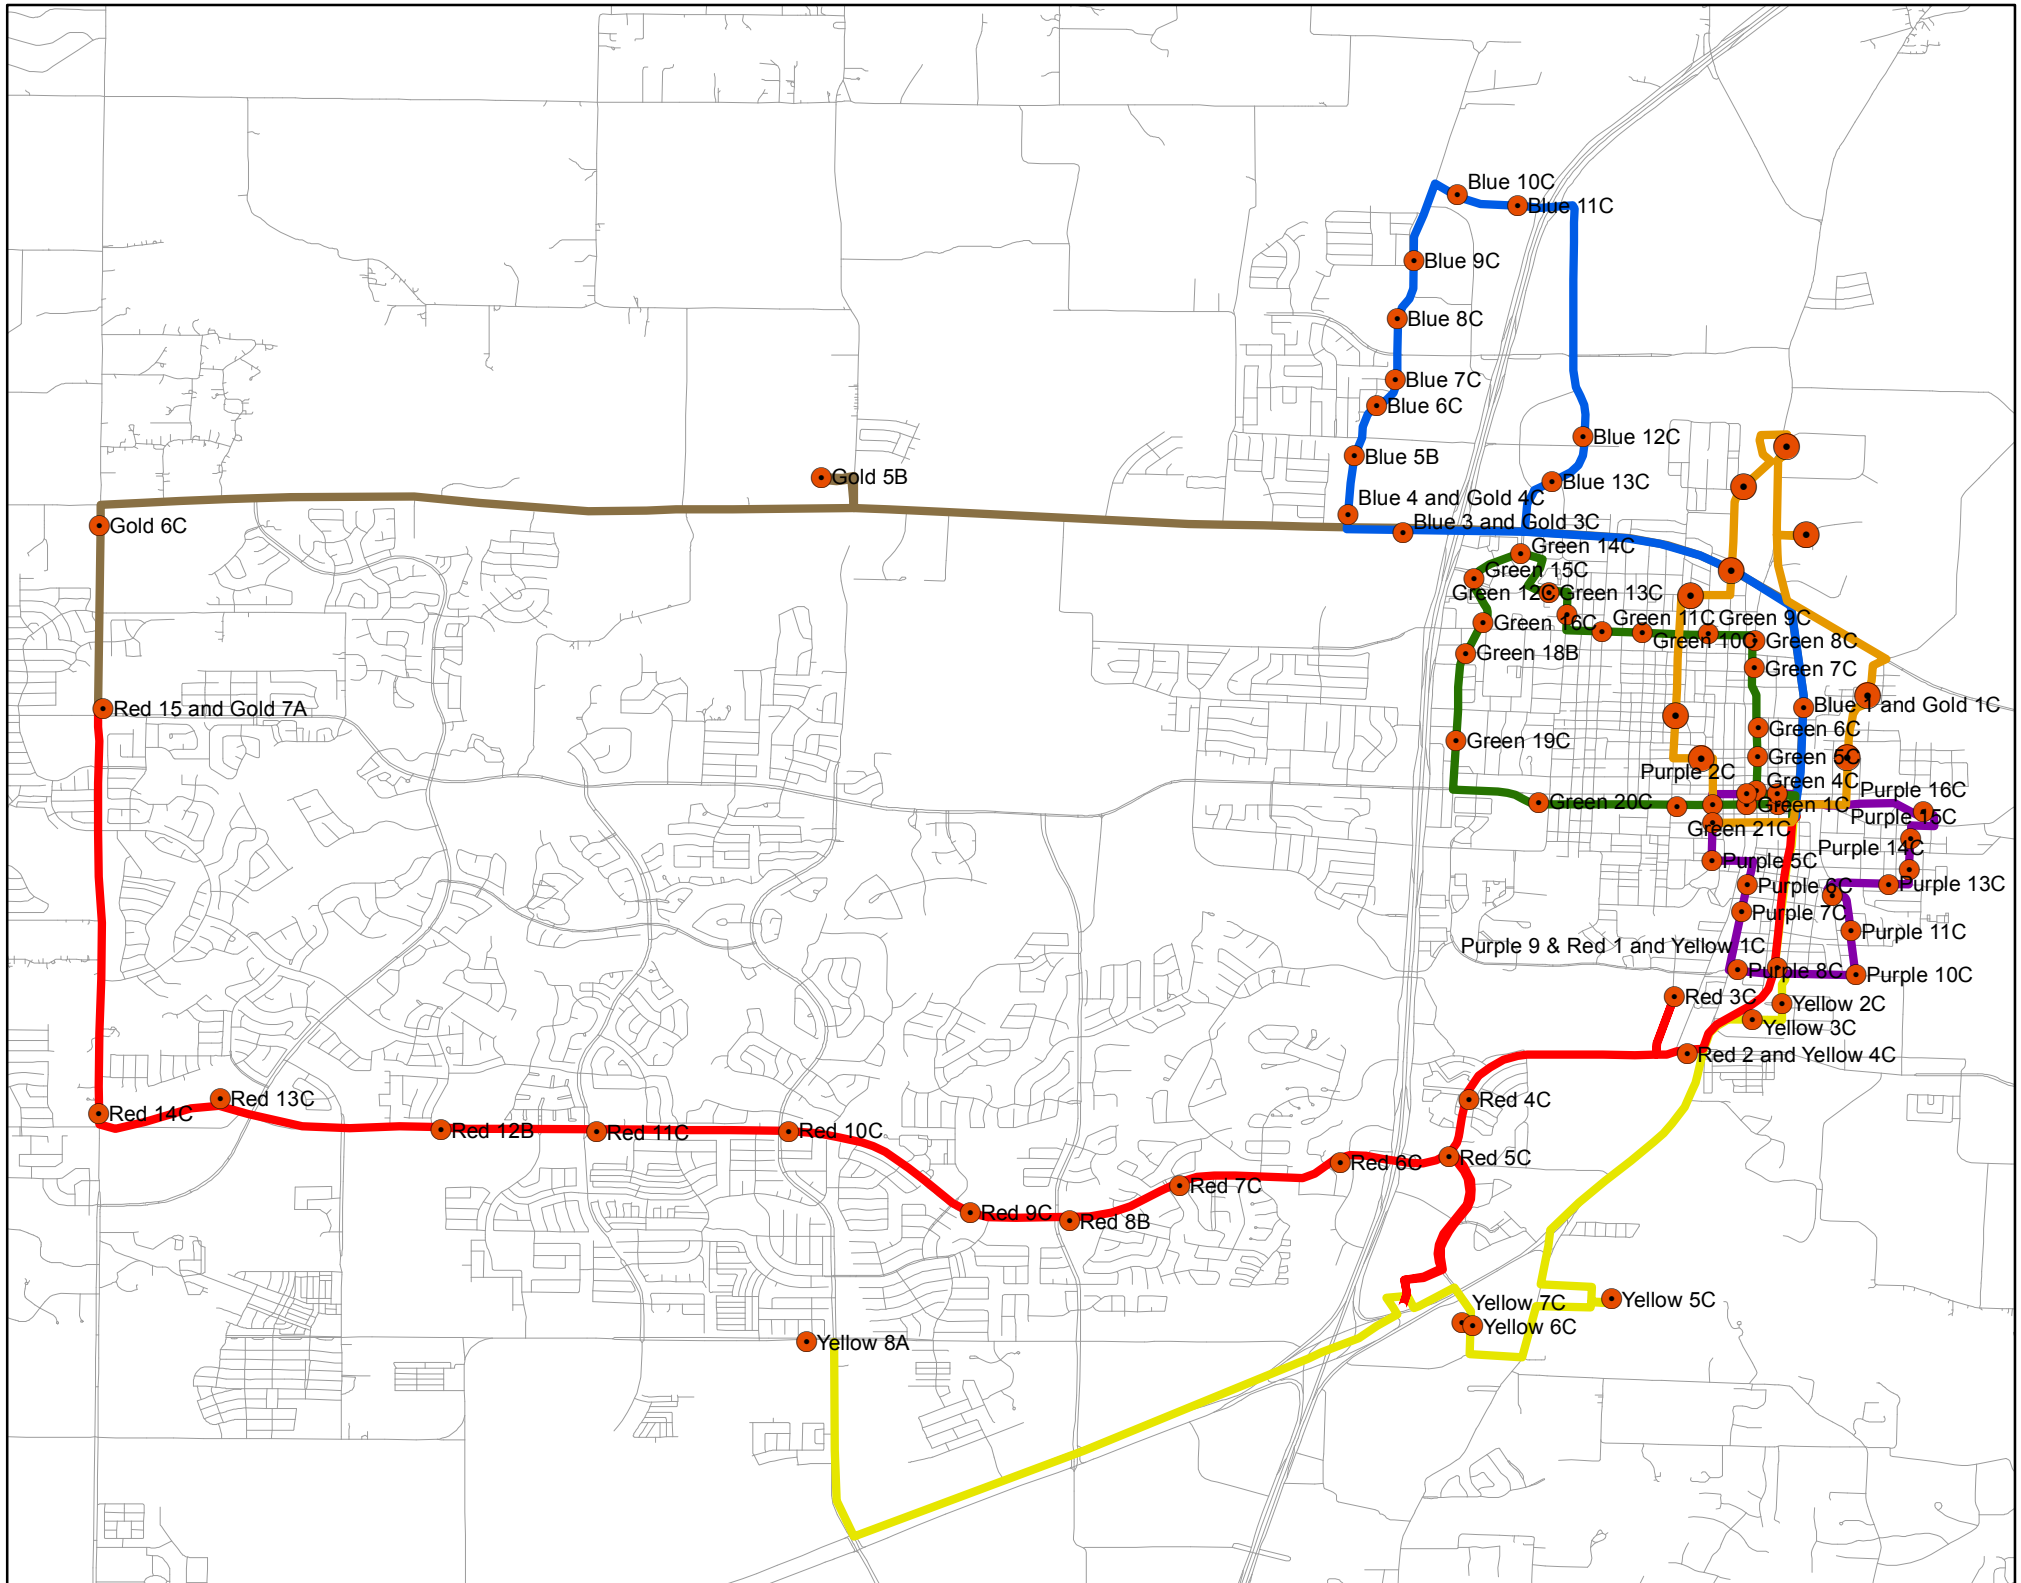 Blue 10C
Blue 11C
Blue 9C
Blue 8C
Blue 7C
Blue 6C
Blue 12C
Blue 5B
Gold 5B
Blue 13C
Blue 4 and Gold 4C
Blue 3 and Gold 3C
Gold 6C
Green 14C
Green 15C
Green 12C
Green 13C
Green 11C
Green 9C
Green 16C
Green 10C
Green 8C
Green 18B
Green 7C
Red 15 and Gold 7A
Blue 1 and Gold 1C
Green 6C
Green 19C
Green 5C
Purple 2C
Green 4C
Purple 16C
Green 20C
Green 1C
Purple 15C
Green 21C
Purple 14C
Purple 5C
Purple 6C
Purple 13C
Purple 7C
Purple 11C
Purple 9 & Red 1 and Yellow 1C
Purple 8C
Purple 10C
Red 3C
Yellow 2C
Yellow 3C
Red 2 and Yellow 4C
Red 13C
Red 4C
Red 14C
Red 12B
Red 11C
Red 10C
Red 5C
Red 6C
Red 7C
Red 9C
Red 8B
Yellow 7C
Yellow 5C
Yellow 6C
Yellow 8A